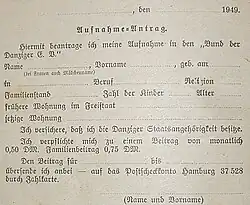 , den 1949.
Aufnahme-Antrag.
Hiermit beantrage ich meine Aufnahme in den "Bund der
Danziger E. V."
Name , Vorname , geb. am
(bei Frauen auch Mädchenname)
in Beruf Religion
Familienstand Zahl der Kinder Alter
frühere Wohnung im Freistaat
jetzige Wohnung
Ich versichere, daß ich die Danziger Staatsangehörigkeit besitze.
Ich verpflichte mich zu einem Beitrag von monatlich
0,50 DM. Familienbeitrag 0,75 DM.
Den Beitrag für bis
übersende ich anbei — auf das Postscheckkonto Hamburg 37 528
durch Zahlkarte.
(Name und Vorname)